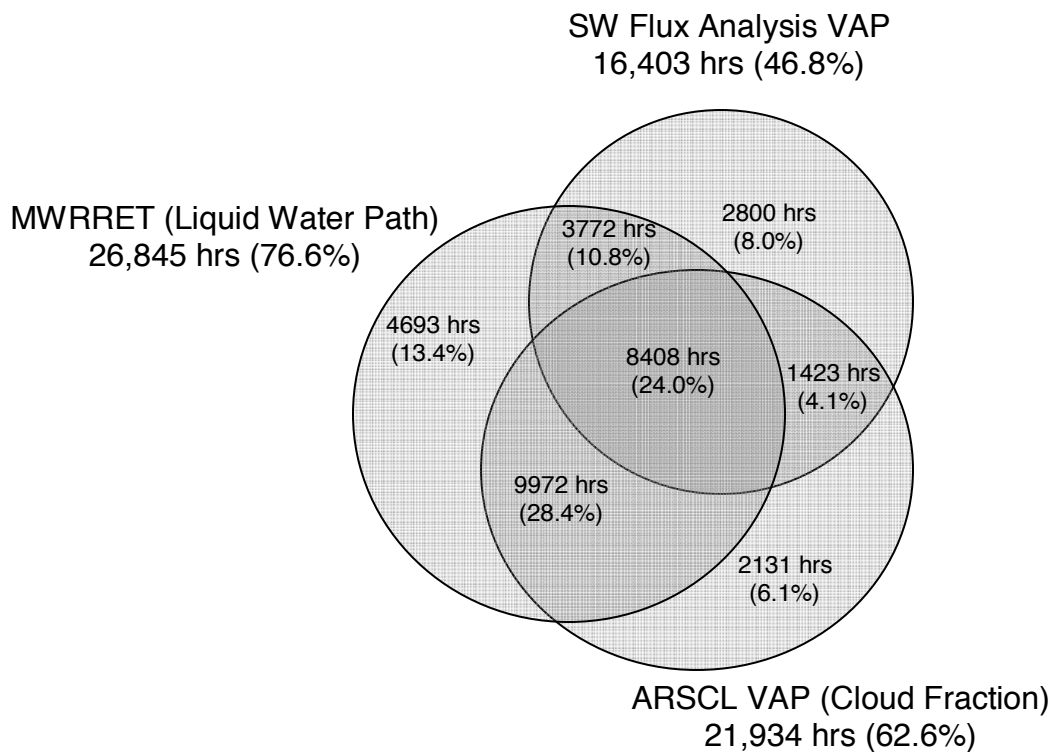 SW Flux Analysis VAP
16,403 hrs (46.8%)
MWRRET (Liquid Water Path)
26,845 hrs (76.6%)
2800 hrs
(8.0%)
3772 hrs
(10.8%)
4693 hrs
(13.4%)
8408 hrs
(24.0%)
1423 hrs
(4.1%)
9972 hrs
(28.4%)
2131 hrs
(6.1%)
ARSCL VAP (Cloud Fraction)
21,934 hrs (62.6%)